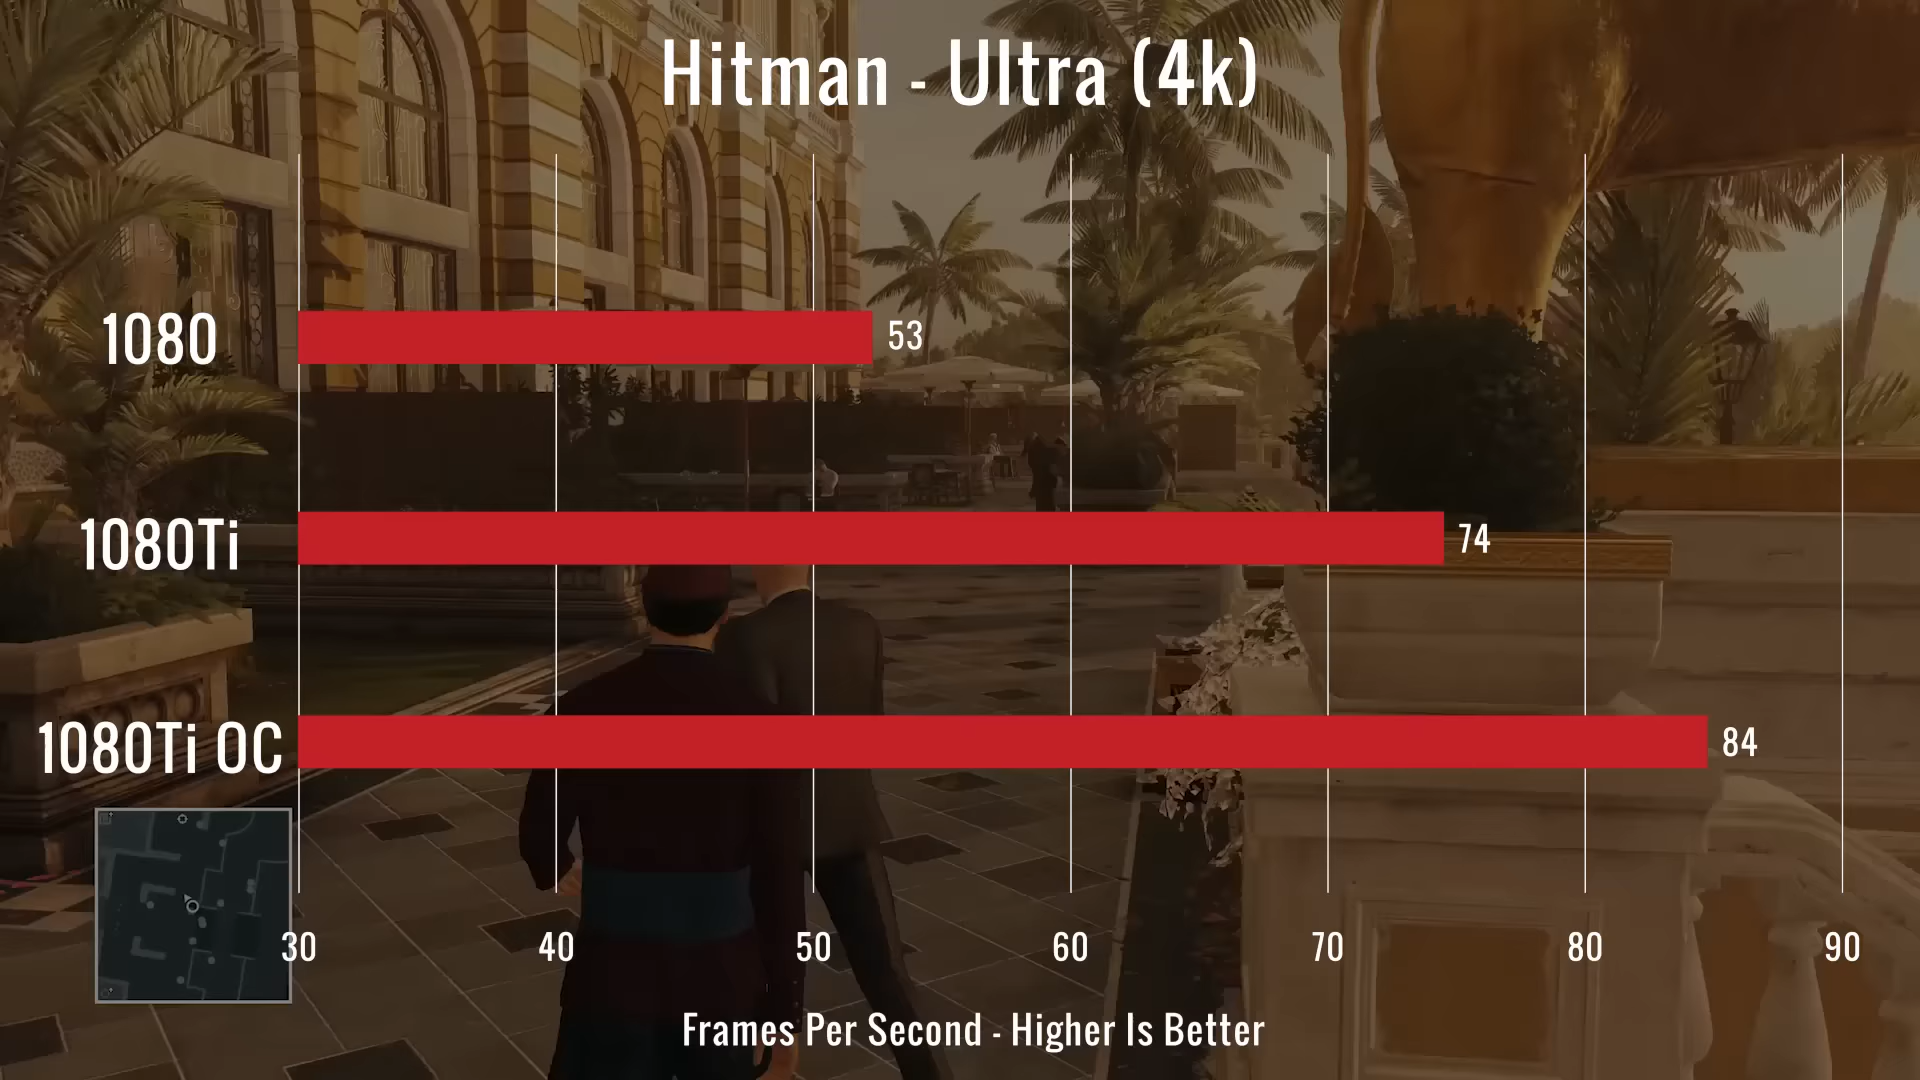 Hitman - Ultra (4k)
1080
53
1080Ti
74
1080Ti OC
84
30 40 50 60 70 80 90
Frames Per Second - Higher Is Better